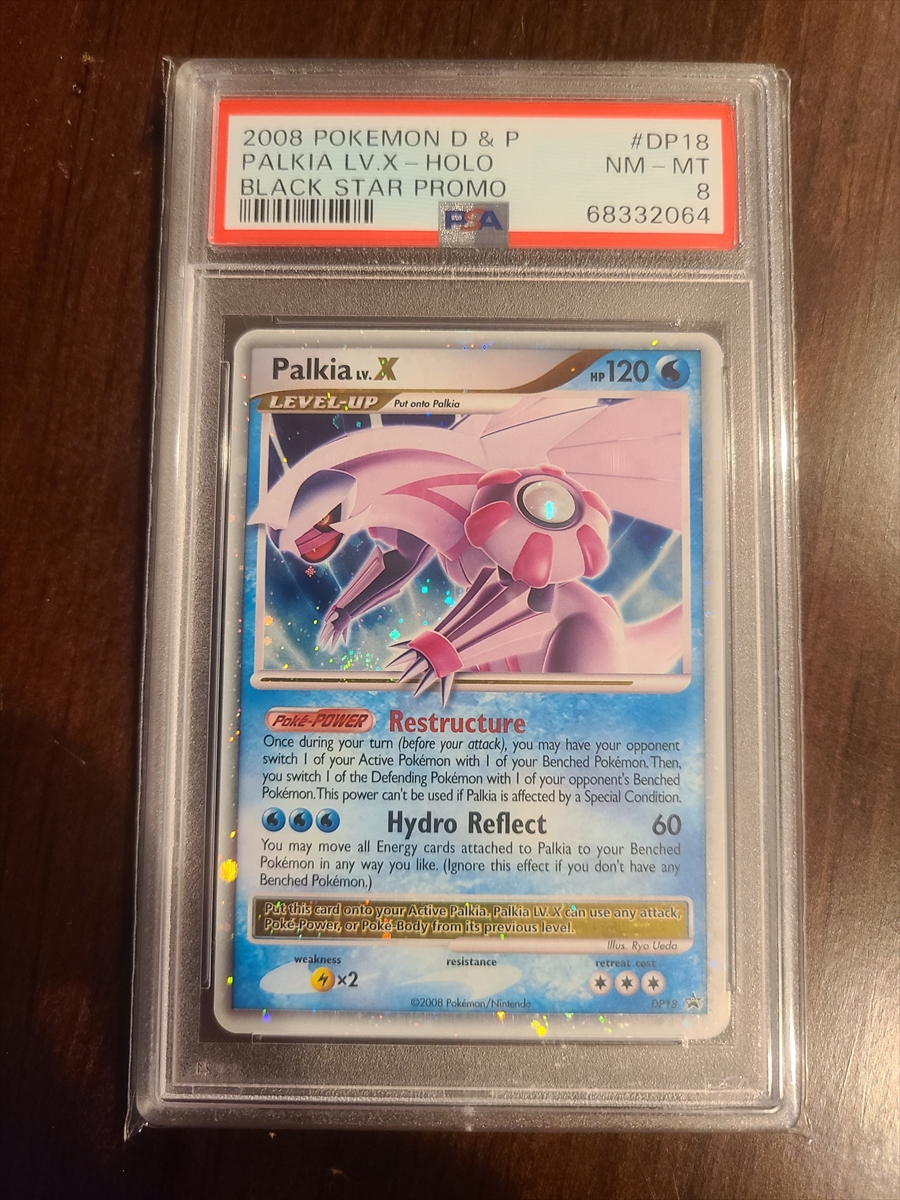 2008 POKEMON D & P #DP18
PALKIA LV.X - HOLO NM - MT
BLACK STAR PROMO 8
68332064
PSA
Palkia LV.X HP 120
LEVEL-UP Put onto Palkia
Poké-POWER Restructure
Once during your turn (before your attack), you may have your opponent
switch 1 of your Active Pokémon with 1 of your Benched Pokémon. Then,
you switch 1 of the Defending Pokémon with 1 of your opponent's Benched
Pokémon. This power can't be used if Palkia is affected by a Special Condition.
Hydro Reflect 60
You may move all Energy cards attached to Palkia to your Benched
Pokémon in any way you like. (Ignore this effect if you don't have any
Benched Pokémon.)
Put this card onto your Active Palkia. Palkia LV. X can use any attack,
Poké-Power, or Poké-Body from its previous level.
Illus. Ryo Ueda
weakness resistance retreat cost
×2
©2008 Pokémon/Nintendo DP18